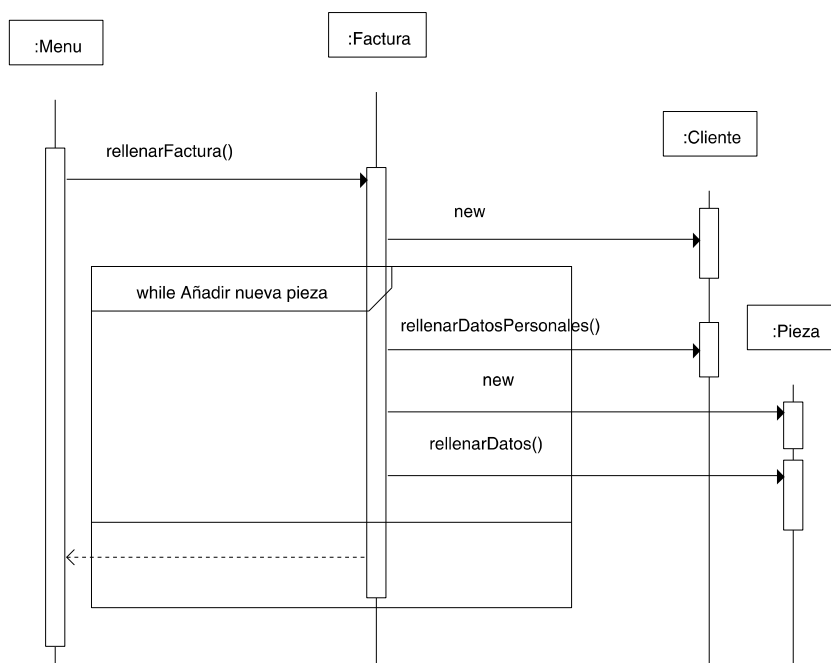 :Menu
:Factura
:Cliente
rellenarFactura()
new
while Añadir nueva pieza
rellenarDatosPersonales()
:Pieza
new
rellenarDatos()